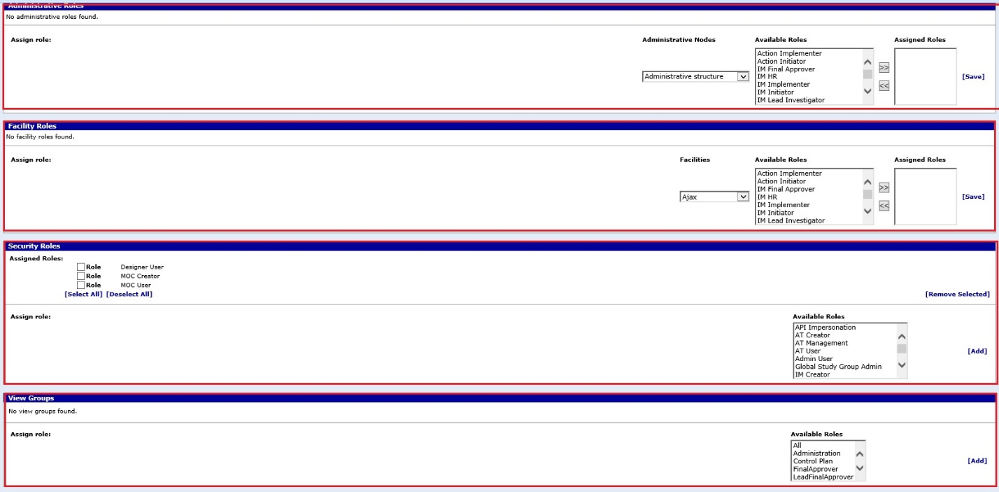 Administrative Roles
No administrative roles found.
Assign role: Administrative Nodes Available Roles Assigned Roles
Action Implementer
Action Initiator
IM Final Approver >>
Administrative structure IM HR [Save]
IM Implementer <<
IM Initiator
IM Lead Investigator
Facility Roles
No facility roles found.
Assign role: Facilities Available Roles Assigned Roles
Action Implementer
Action Initiator
IM Final Approver >>
Ajax IM HR [Save]
IM Implementer <<
IM Initiator
IM Lead Investigator
Security Roles
Assigned Roles:
Role Designer User
Role MOC Creator
Role MOC User
[Select All] [Deselect All] [Remove Selected]
Assign role: Available Roles
API Impersonation
AT Creator
AT Management
AT User [Add]
Admin User
Global Study Group Admin
IM Creator
View Groups
No view groups found.
Assign role: Available Roles
All
Administration
Control Plan [Add]
FinalApprover
LeadFinalApprover